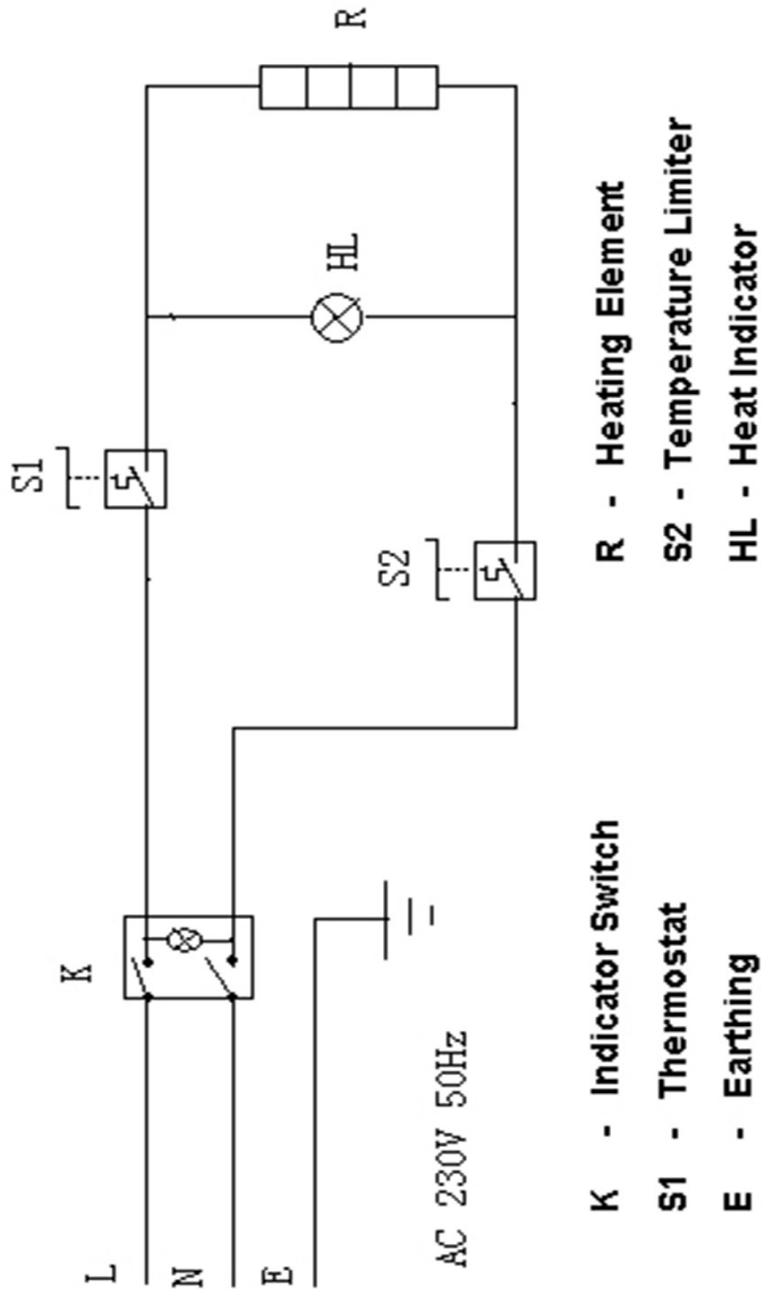 S1
R
HL
K
S2
L
N
E
AC 230V 50Hz
K - Indicator Switch
R - Heating Element
S1 - Thermostat
S2 - Temperature Limiter
E - Earthing
HL - Heat Indicator